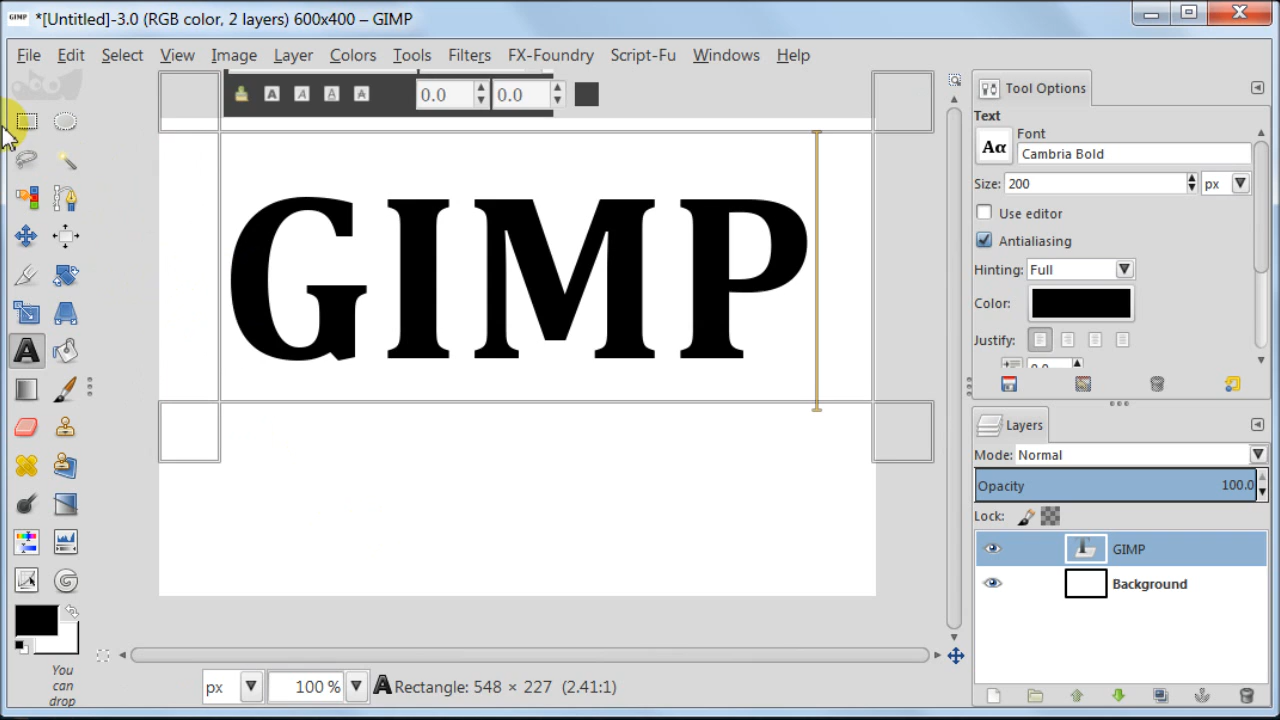 GIMP *[Untitled]-3.0 (RGB color, 2 layers) 600x400 – GIMP
File Edit Select View Image Layer Colors Tools Filters FX-Foundry Script-Fu Windows Help
0.0 0.0
GIMP
Tool Options
Text
Font
Aα Cambria Bold
Size: 200 px
Use editor
Antialiasing
Hinting: Full
Color:
Justify:
Layers
Mode: Normal
Opacity 100.0
Lock:
GIMP
Background
You
can
drop
px 100 % Rectangle: 548 × 227 (2.41:1)